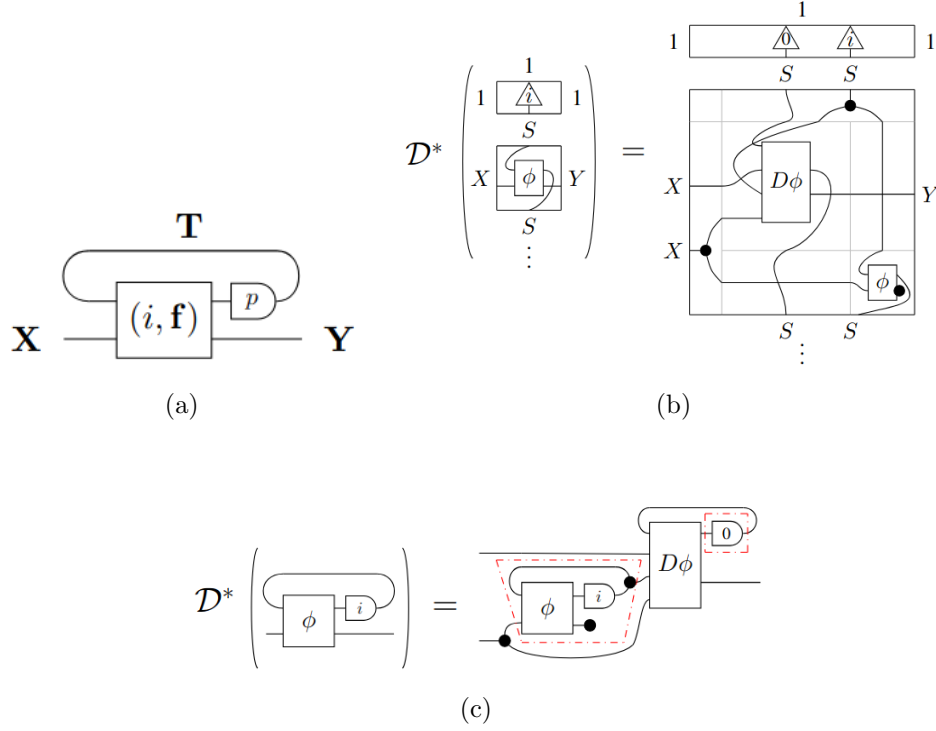 T
(i, f) p
X Y
(a)
1
1 0 i 1
S S
1
1 i 1
S
D* X ϕ Y =
S
⋮
X Dϕ Y
X
ϕ
S S
⋮
(b)
D* ϕ i = ϕ i Dϕ 0
(c)